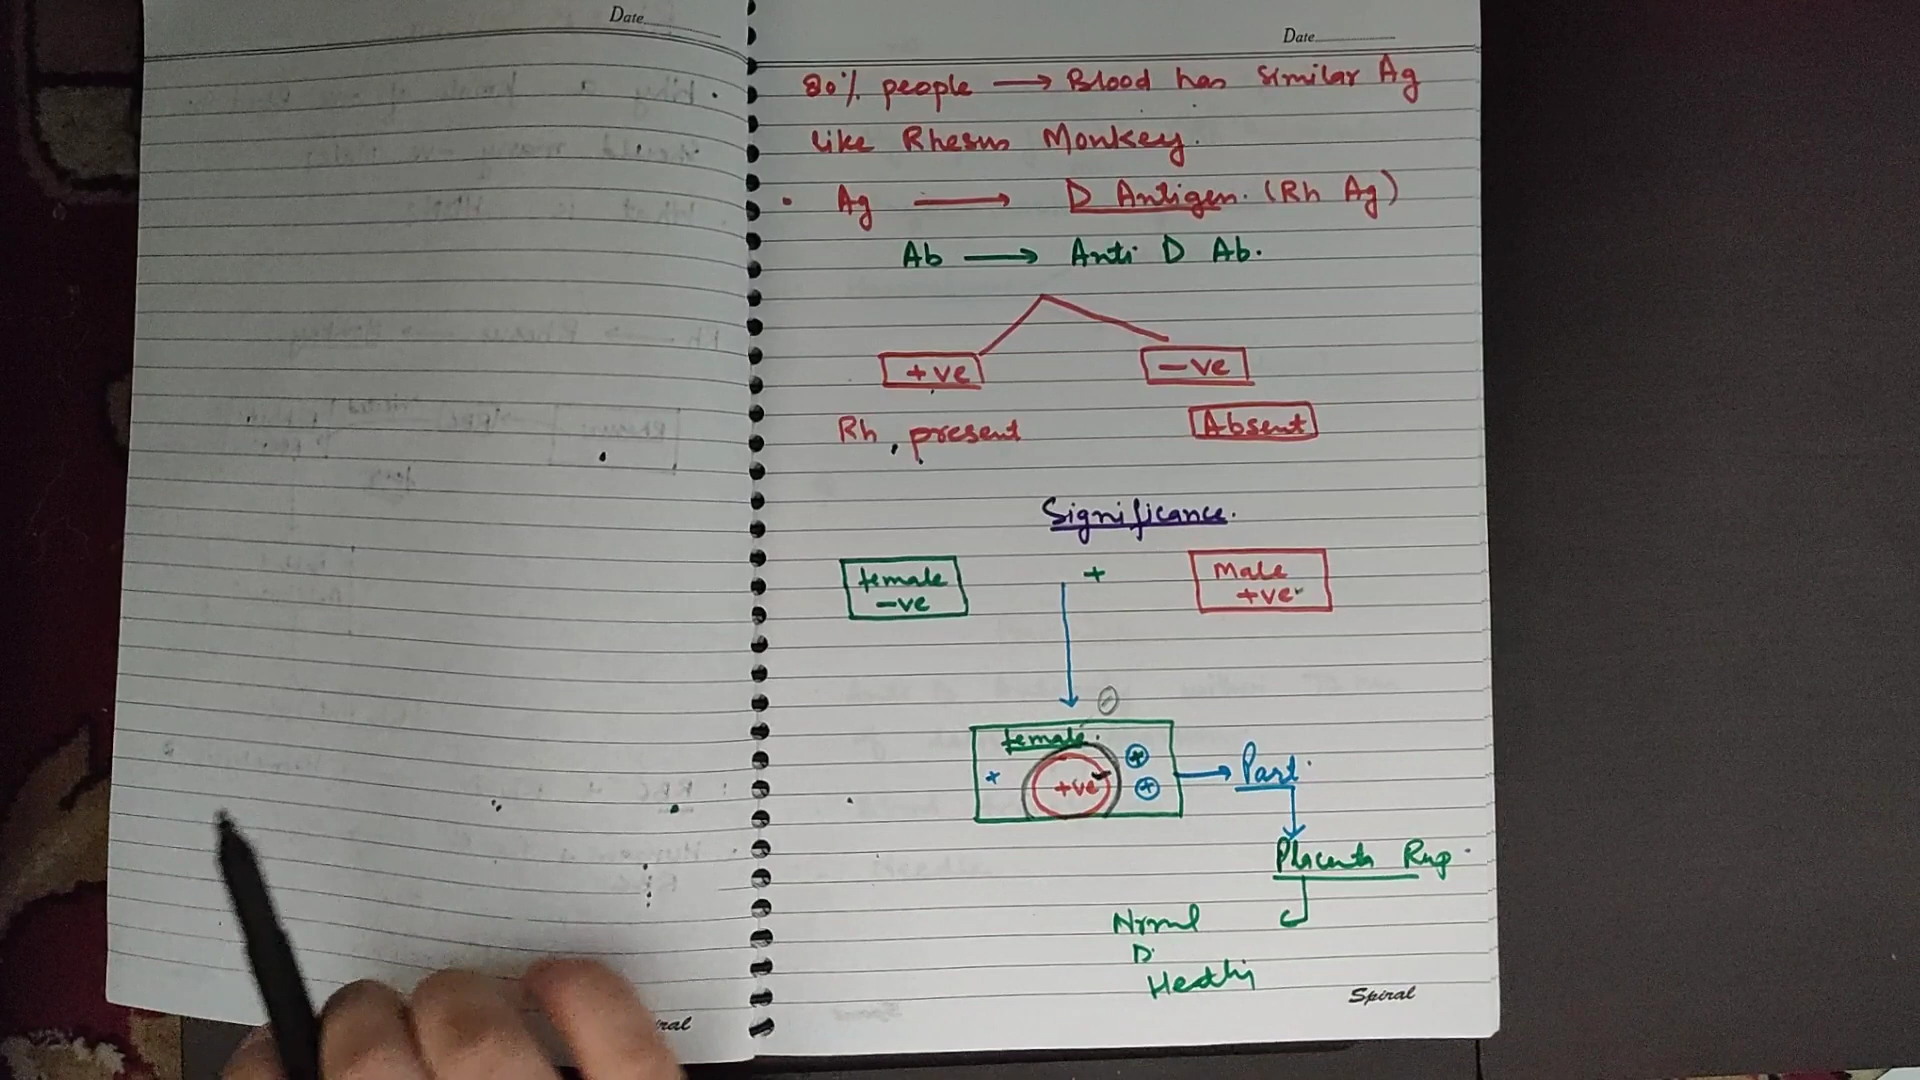 Date
Date
80% people → Blood has similar Ag
like Rhesus Monkey.
• Ag → D Antigen. (Rh Ag)
Ab → Anti D Ab.
+ve
-ve
Rh, present
Absent
Significance.
female
-ve
+
Male
+ve
-
female.
+
+ve
+
+
→ Part.
Placenta Rup.
D
Spiral
ral